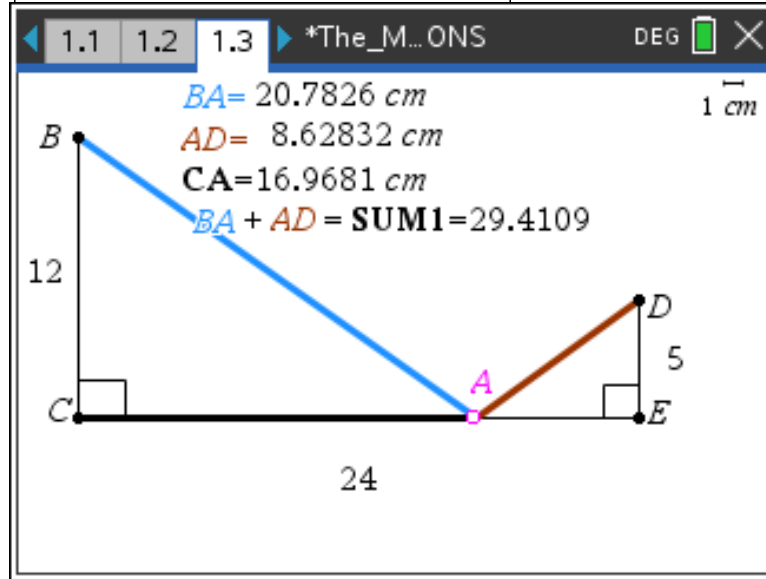 1.1 1.2 1.3 *The_M...ONS DEG
BA= 20.7826 cm
1 cm
B
AD= 8.62832 cm
CA=16.9681 cm
BA + AD = SUM1=29.4109
12
D
5
A
C
E
24